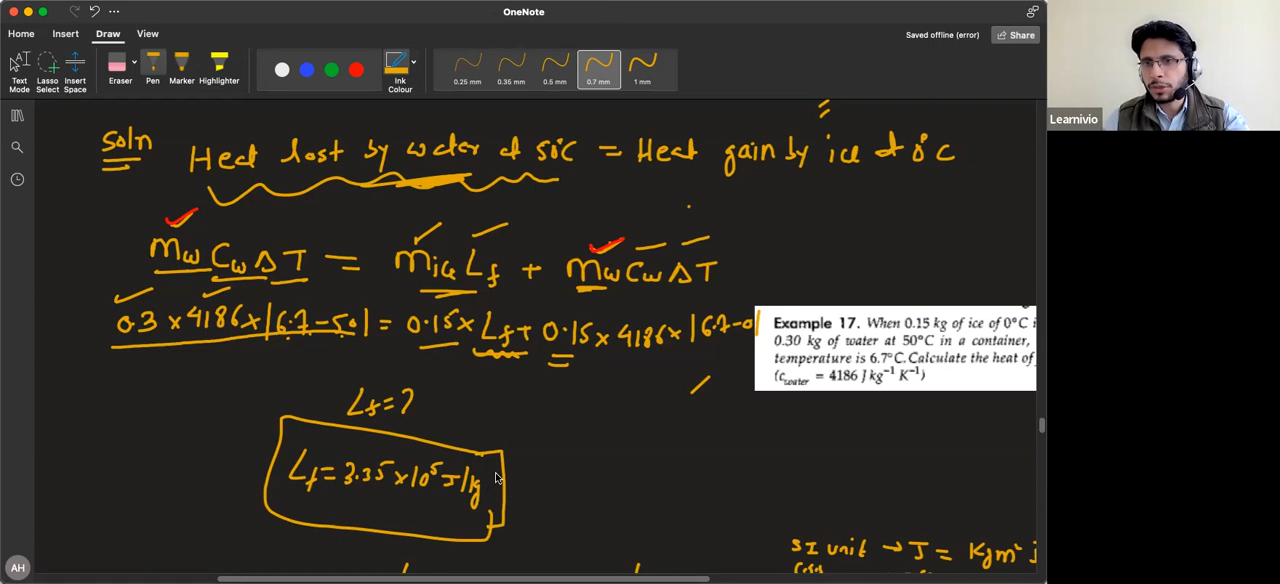 OneNote
Home Insert Draw View
Saved offline (error) Share
Text Mode Lasso Select Insert Space Eraser Pen Marker Highlighter Ink Colour 0.25 mm 0.35 mm 0.5 mm 0.7 mm 1 mm
Learnivio
Soln Heat lost by water at 50°C = Heat gain by ice at 0°C
Mw Cw ΔT = mice Lf + mw Cw ΔT
0.3 × 4186 × |6.7-50| = 0.15 × Lf + 0.15 × 4186 × |6.7-0|
Example 17. When 0.15 kg of ice of 0°C
0.30 kg of water at 50°C in a container,
temperature is 6.7°C. Calculate the heat of
(cwater = 4186 J kg⁻¹ K⁻¹)
Lf = ?
Lf = 3.35 × 10⁵ J/kg
SI unit → J = Kgm²
AH